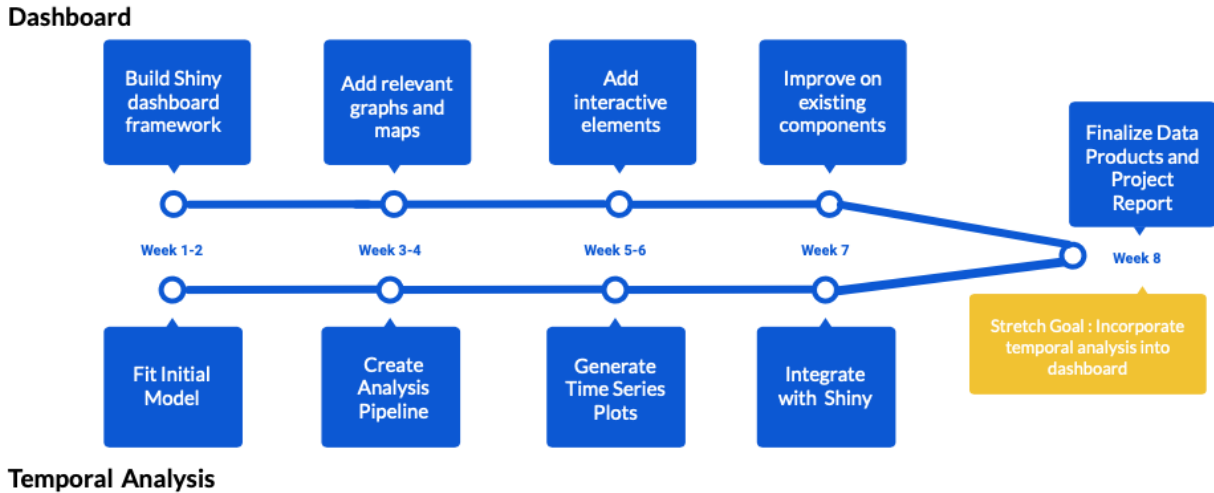 Dashboard
Build Shiny
dashboard
framework
Add relevant
graphs and
maps
Add
interactive
elements
Improve on
existing
components
Finalize Data
Products and
Project
Report
Week 1-2
Week 3-4
Week 5-6
Week 7
Week 8
Fit Initial
Model
Create
Analysis
Pipeline
Generate
Time Series
Plots
Integrate
with Shiny
Stretch Goal : Incorporate
temporal analysis into
dashboard
Temporal Analysis